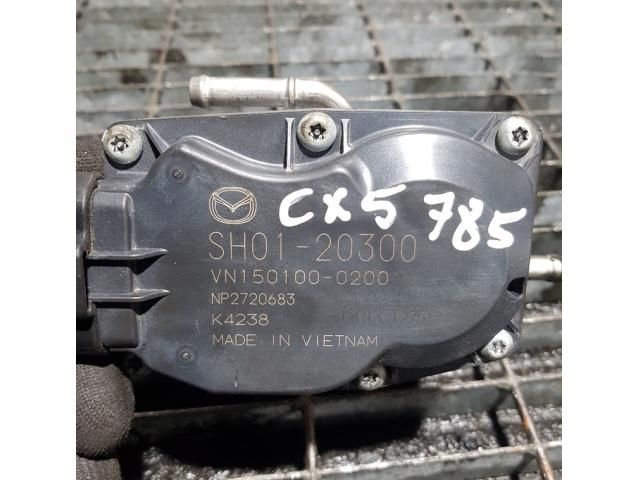 CX5 785
SH01-20300
VN150100-0200
NP2720683
K4238
MADE IN VIETNAM